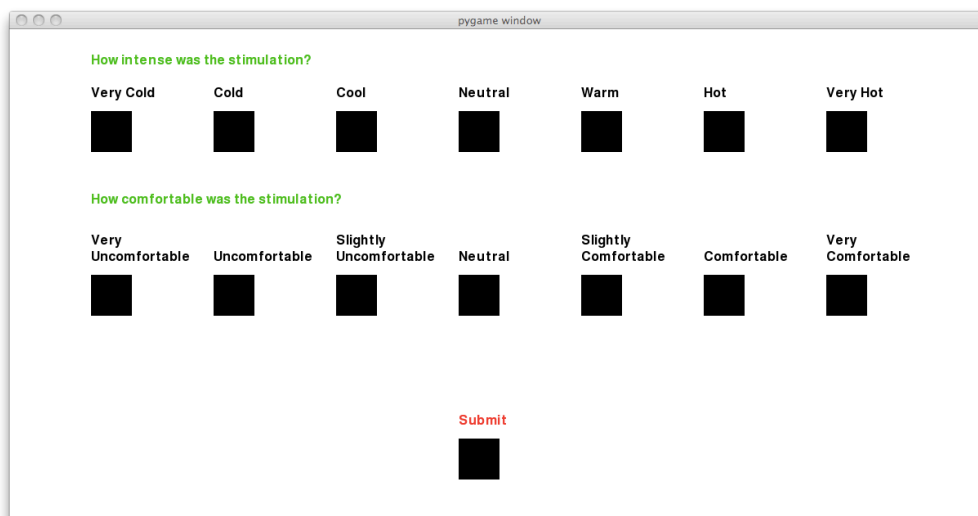 pygame window
How intense was the stimulation?
Very Cold Cold Cool Neutral Warm Hot Very Hot
How comfortable was the stimulation?
Very Slightly Slightly Very
Uncomfortable Uncomfortable Uncomfortable Neutral Comfortable Comfortable Comfortable
Submit